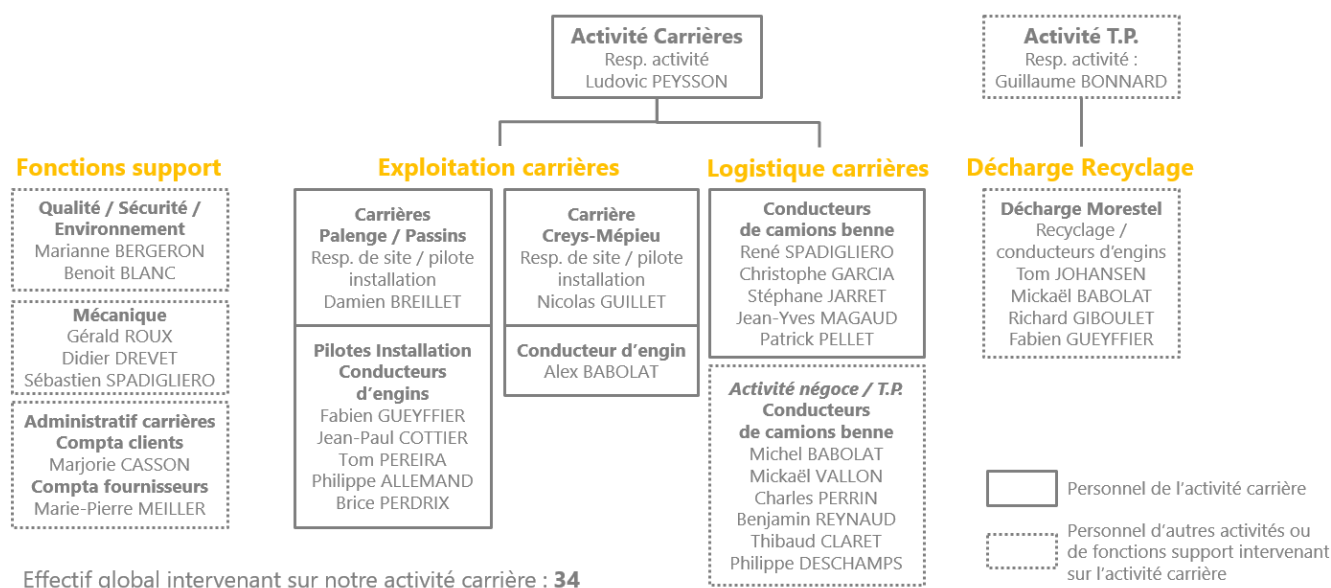 Activité Carrières
Resp. activité
Ludovic PEYSSON
Activité T.P.
Resp. activité :
Guillaume BONNARD
Fonctions support
Qualité / Sécurité /
Environnement
Marianne BERGERON
Benoit BLANC
Mécanique
Gérald ROUX
Didier DREVET
Sébastien SPADIGLIERO
Administratif carrières
Compta clients
Marjorie CASSON
Compta fournisseurs
Marie-Pierre MEILLER
Exploitation carrières
Carrières
Palenge / Passins
Resp. de site / pilote
installation
Damien BREILLET
Pilotes Installation
Conducteurs
d'engins
Fabien GUEYFFIER
Jean-Paul COTTIER
Tom PEREIRA
Philippe ALLEMAND
Brice PERDRIX
Carrière
Creys-Mépieu
Resp. de site / pilote
installation
Nicolas GUILLET
Conducteur d'engin
Alex BABOLAT
Logistique carrières
Conducteurs
de camions benne
René SPADIGLIERO
Christophe GARCIA
Stéphane JARRET
Jean-Yves MAGAUD
Patrick PELLET
Activité négoce / T.P.
Conducteurs
de camions benne
Michel BABOLAT
Mickaël VALLON
Charles PERRIN
Benjamin REYNAUD
Thibaud CLARET
Philippe DESCHAMPS
Décharge Recyclage
Décharge Morestel
Recyclage /
conducteurs d'engins
Tom JOHANSEN
Mickaël BABOLAT
Richard GIBOULET
Fabien GUEYFFIER
Personnel de l'activité carrière
Personnel d'autres activités ou
de fonctions support intervenant
sur l'activité carrière
Effectif global intervenant sur notre activité carrière : 34